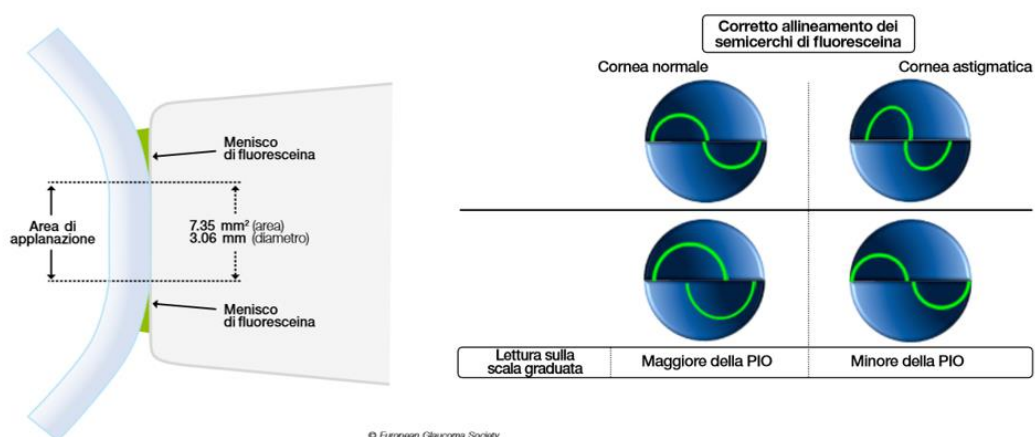 Menisco
di fluoresceina
Area di
applanazione
7.35 mm² (area)
3.06 mm (diametro)
Menisco
di fluoresceina
© European Glaucoma Society
Corretto allineamento dei
semicerchi di fluoresceina
Cornea normale
Cornea astigmatica
Lettura sulla
scala graduata
Maggiore della PIO
Minore della PIO